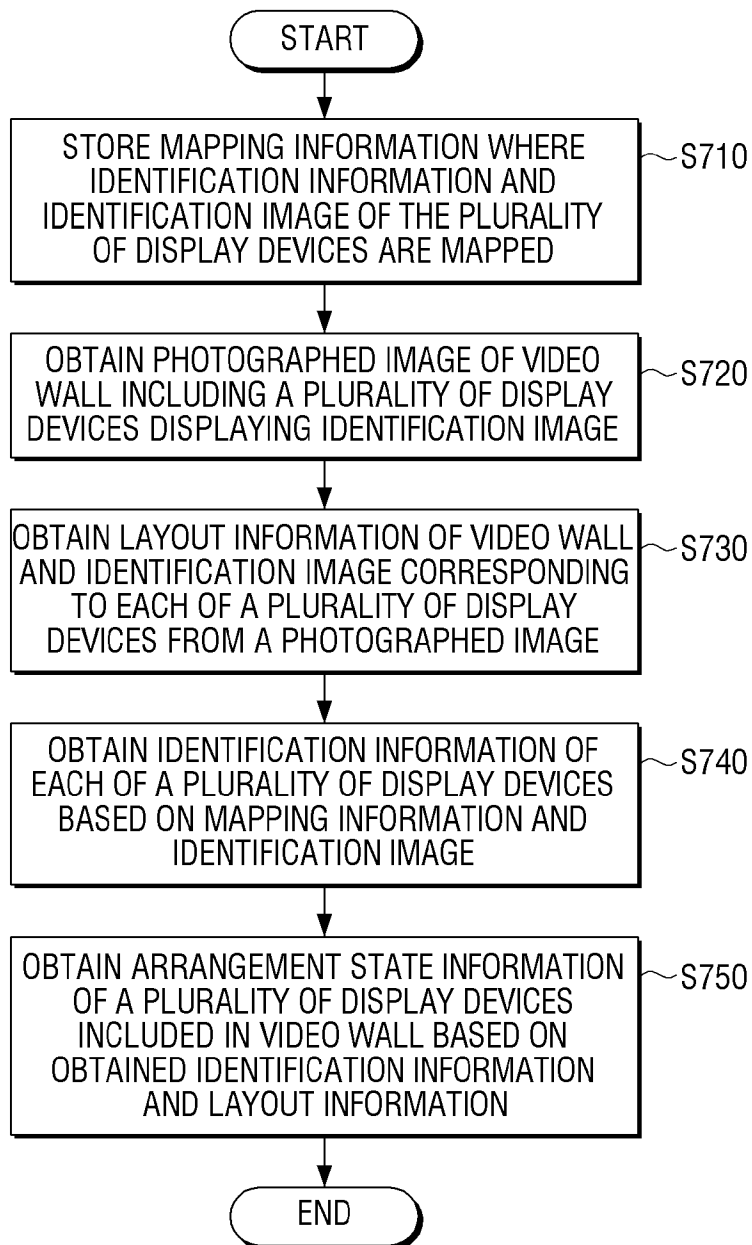 START
STORE MAPPING INFORMATION WHERE
IDENTIFICATION INFORMATION AND
IDENTIFICATION IMAGE OF THE PLURALITY
OF DISPLAY DEVICES ARE MAPPED
S710
OBTAIN PHOTOGRAPHED IMAGE OF VIDEO
WALL INCLUDING A PLURALITY OF DISPLAY
DEVICES DISPLAYING IDENTIFICATION IMAGE
S720
OBTAIN LAYOUT INFORMATION OF VIDEO WALL
AND IDENTIFICATION IMAGE CORRESPONDING
TO EACH OF A PLURALITY OF DISPLAY
DEVICES FROM A PHOTOGRAPHED IMAGE
S730
OBTAIN IDENTIFICATION INFORMATION OF
EACH OF A PLURALITY OF DISPLAY DEVICES
BASED ON MAPPING INFORMATION AND
IDENTIFICATION IMAGE
S740
OBTAIN ARRANGEMENT STATE INFORMATION
OF A PLURALITY OF DISPLAY DEVICES
INCLUDED IN VIDEO WALL BASED ON
OBTAINED IDENTIFICATION INFORMATION
AND LAYOUT INFORMATION
S750
END